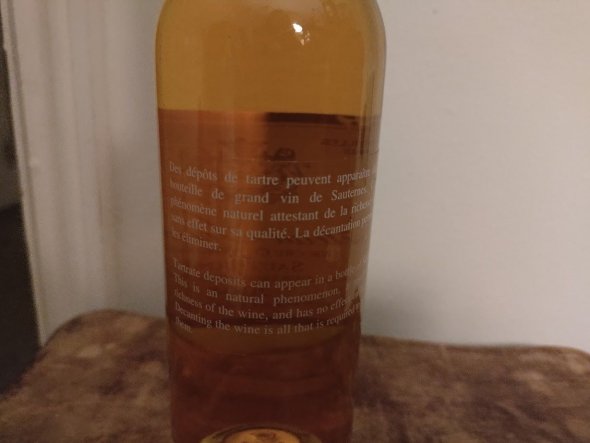 Des dépôts de tartre peuvent apparaître
bouteille de grand vin de Sauternes.
phénomène naturel attestant de la richesse
sans effet sur sa qualité. La décantation
les éliminer.
Tartrate deposits can appear in a bottle
This is an natural phenomenon,
richness of the wine, and has no effect
Decanting the wine is all that is required
them.